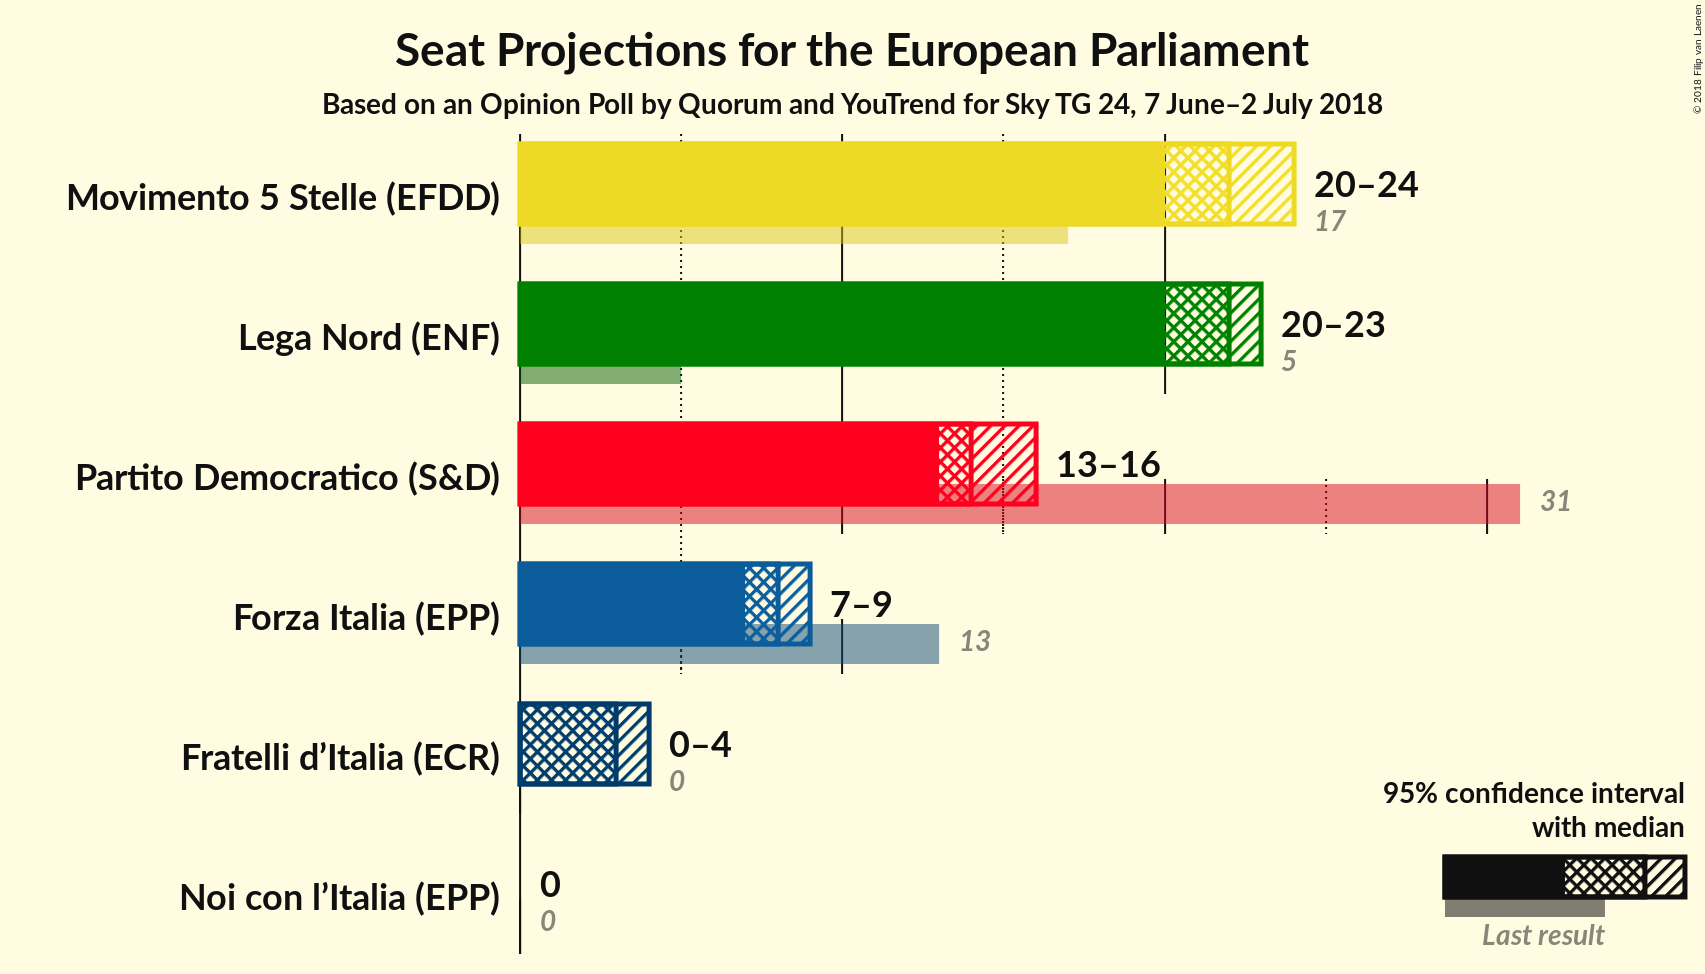 Seat Projections for the European Parliament
Based on an Opinion Poll by Quorum and YouTrend for Sky TG 24, 7 June–2 July 2018
© 2018 Filip van Laenen
Movimento 5 Stelle (EFDD)
20–24
17
Lega Nord (ENF)
20–23
5
Partito Democratico (S&D)
13–16
31
Forza Italia (EPP)
7–9
13
Fratelli d’Italia (ECR)
0–4
0
Noi con l’Italia (EPP)
0
0
95% confidence interval
with median
Last result